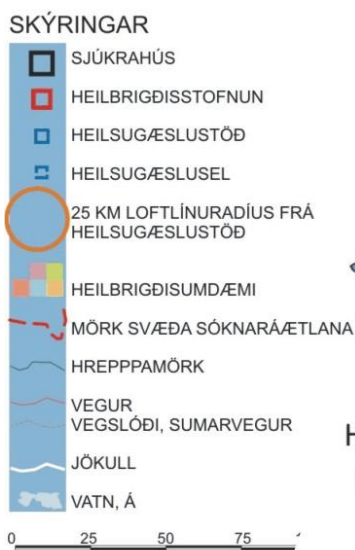 SKÝRINGAR
SJÚKRAHÚS
HEILBRIGÐISSTOFNUN
HEILSUGÆSLUSTÖÐ
HEILSUGÆSLUSEL
25 KM LOFTLÍNURADÍUS FRÁ
HEILSUGÆSLUSTÖÐ
HEILBRIGÐISUMDÆMI
MÖRK SVÆÐA SÓKNARÁÆTLANA
HREPPPAMÖRK
VEGUR
VEGSLÓÐI, SUMARVEGUR
JÖKULL
VATN, Á
0 25 50 75